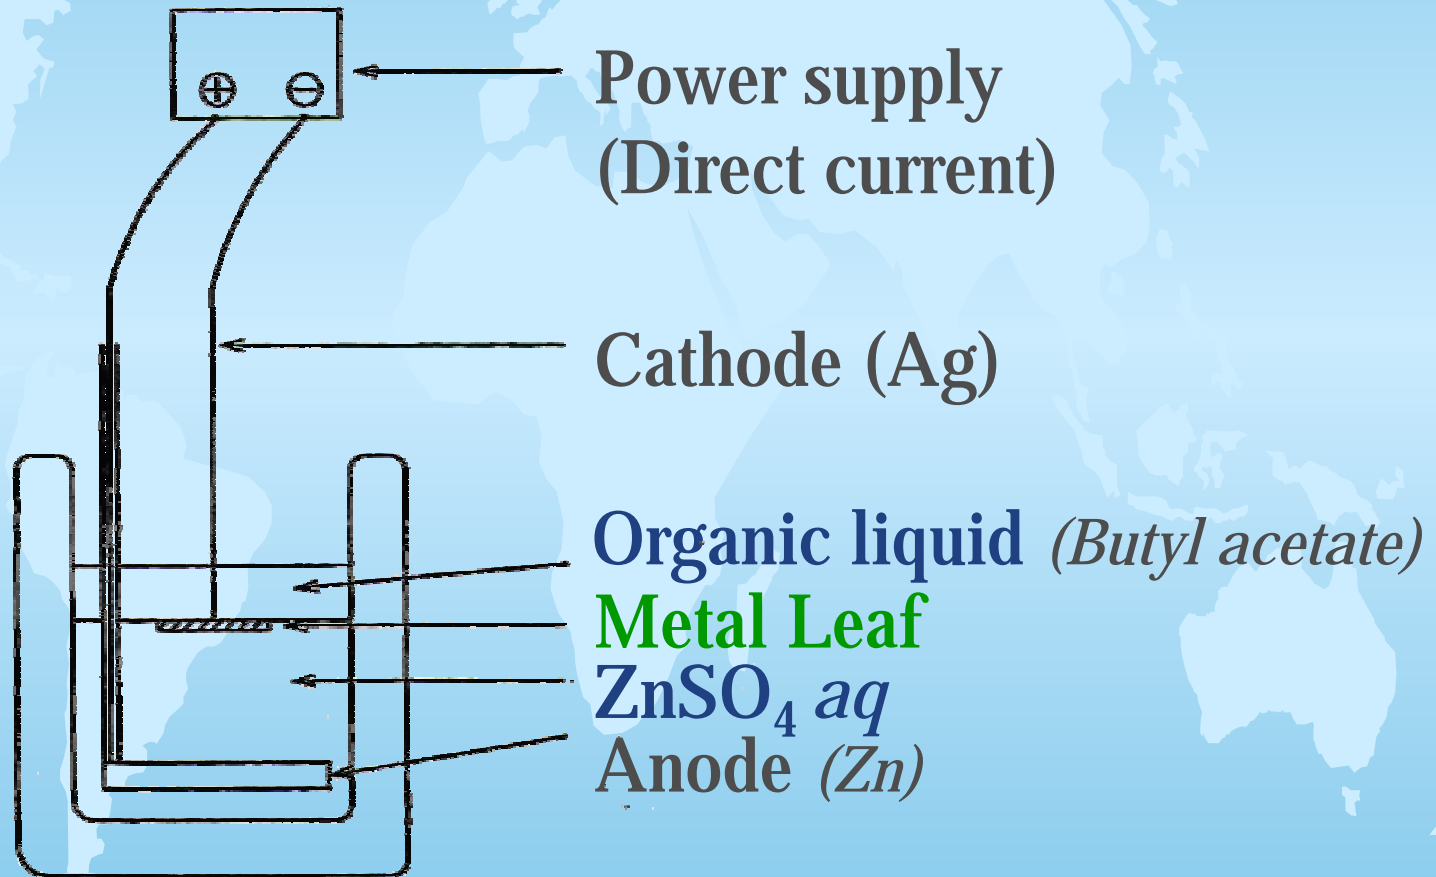 ⊕ ⊖
Power supply
(Direct current)
Cathode (Ag)
Organic liquid (Butyl acetate)
Metal Leaf
ZnSO₄ aq
Anode (Zn)